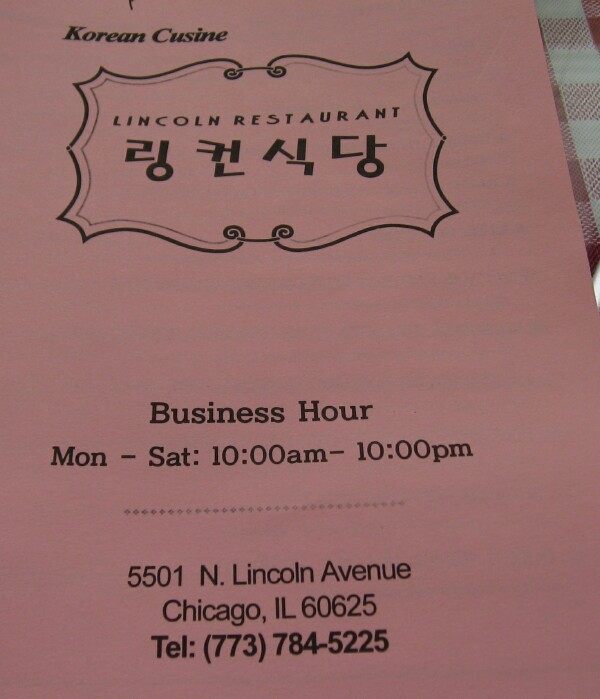 Korean Cusine
LINCOLN RESTAURANT
링컨식당
Business Hour
Mon - Sat: 10:00am- 10:00pm
5501 N. Lincoln Avenue
Chicago, IL 60625
Tel: (773) 784-5225